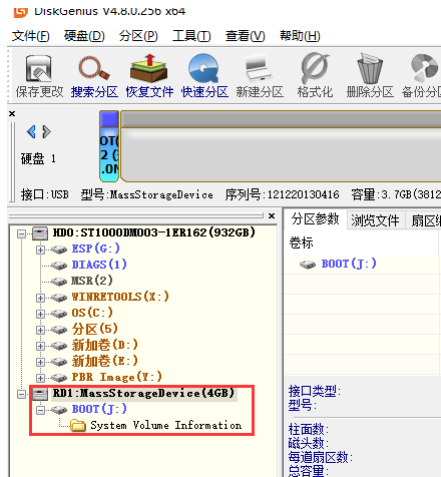 DiskGenius V4.8.0.256 x64
文件(F) 硬盘(D) 分区(P) 工具(T) 查看(V) 帮助(H)
保存更改 搜索分区 恢复文件 快速分区 新建分区 格式化 删除分区 备份分区
硬盘 1
接口:USB 型号:MassStorageDevice 序列号:121220130416 容量:3.7GB(3812
HD0:ST1000DM003-1ER162(932GB)
ESP(G:)
DIAGS(1)
MSR(2)
WINRETOOLS(X:)
OS(C:)
分区(5)
新加卷(D:)
新加卷(E:)
PBR Image(Y:)
RD1:MassStorageDevice(4GB)
BOOT(J:)
System Volume Information
分区参数 浏览文件 扇区编
卷标
BOOT(J:)
接口类型:
型号:
柱面数:
磁头数:
每道扇区数:
总容量: